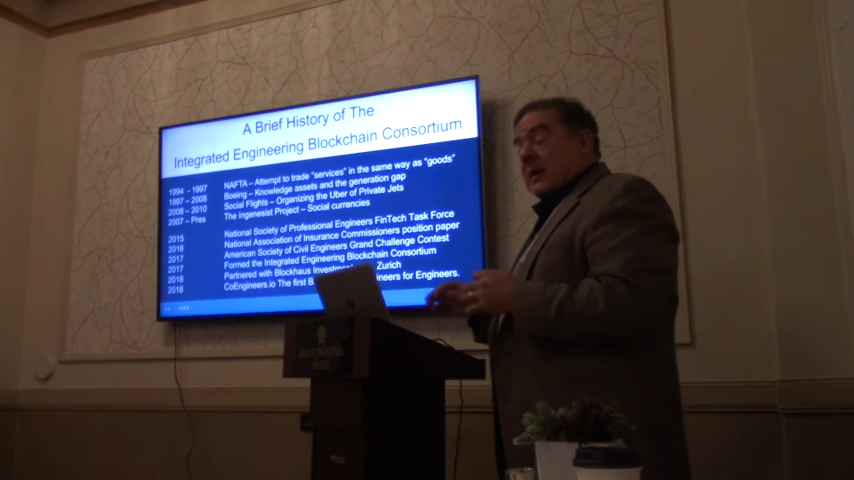 A Brief History of The
Integrated Engineering Blockchain Consortium
1994 - 1997 NAFTA – Attempt to trade "services" in the same way as "goods"
1997 – 2008 Boeing – Knowledge assets and the generation gap
2008 – 2010 Social Flights – Organizing the Uber of Private Jets
2007 – Pres The Ingenesist Project – Social currencies
2015 National Society of Professional Engineers FinTech Task Force
2016 National Association of Insurance Commissioners position paper
2017 American Society of Civil Engineers Grand Challenge Contest
2017 Formed the Integrated Engineering Blockchain Consortium
2018 Partnered with Blockhaus Zurich
2018 CoEngineers.io The first for Engineers.